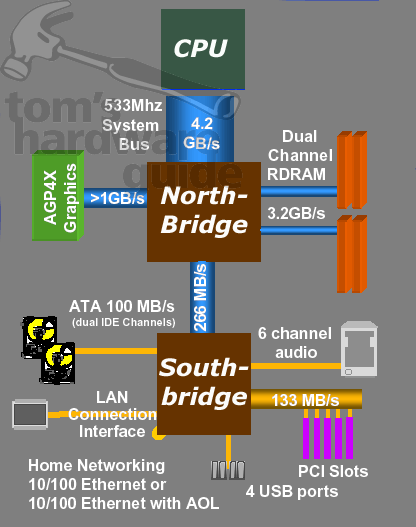 CPU
tom's
hardware
guide
533Mhz
System
Bus
4.2
GB/s
Dual
Channel
RDRAM
AGP4X
Graphics
>1GB/s
North-
Bridge
3.2GB/s
266 MB/s
ATA 100 MB/s
(dual IDE Channels)
6 channel
audio
South-
bridge
LAN
Connection
Interface
133 MB/s
PCI Slots
Home Networking
10/100 Ethernet or
10/100 Ethernet with AOL
4 USB ports